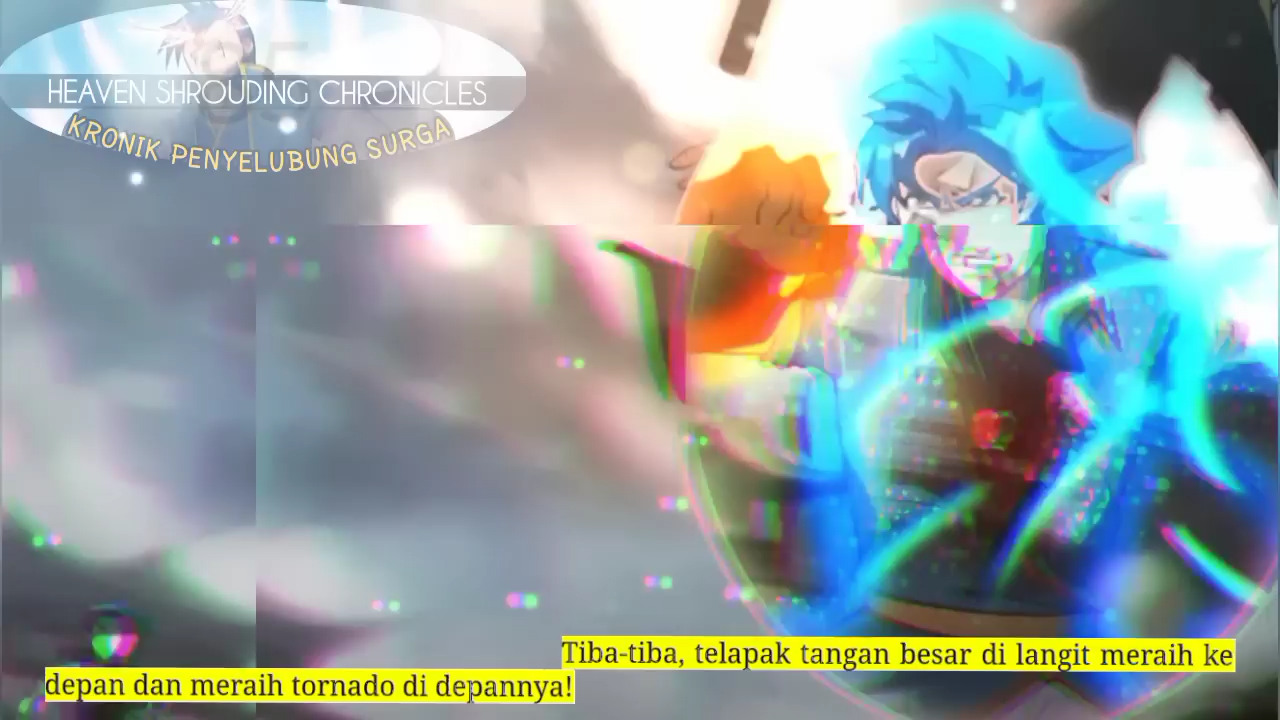 HEAVEN SHROUDING CHRONICLES
KRONIK PENYELUBUNG SURGA
Tiba-tiba, telapak tangan besar di langit meraih ke
depan dan meraih tornado di depannya!